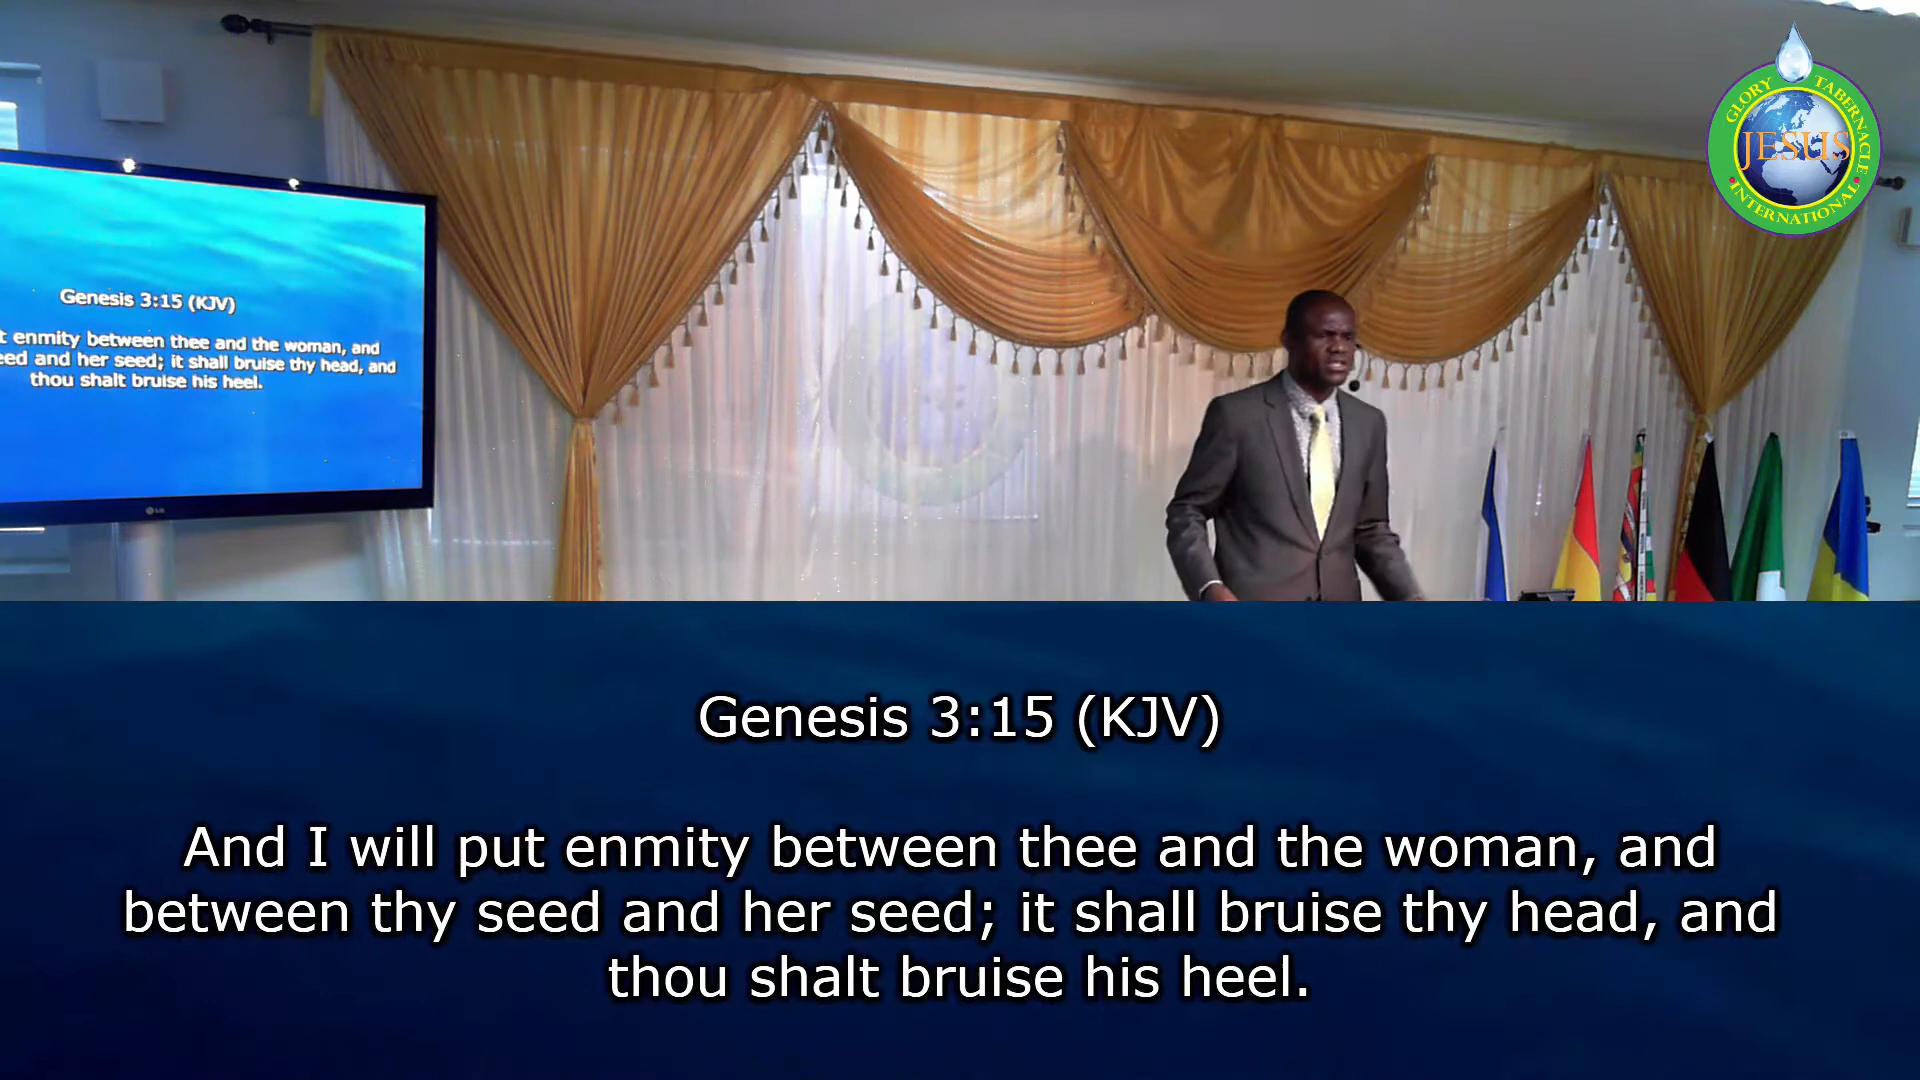 GLORY TABERNACLE
JESUS
INTERNATIONAL
Genesis 3:15 (KJV)
t enmity between thee and the woman, and
eed and her seed; it shall bruise thy head, and
thou shalt bruise his heel.
LG
Genesis 3:15 (KJV)
And I will put enmity between thee and the woman, and
between thy seed and her seed; it shall bruise thy head, and
thou shalt bruise his heel.